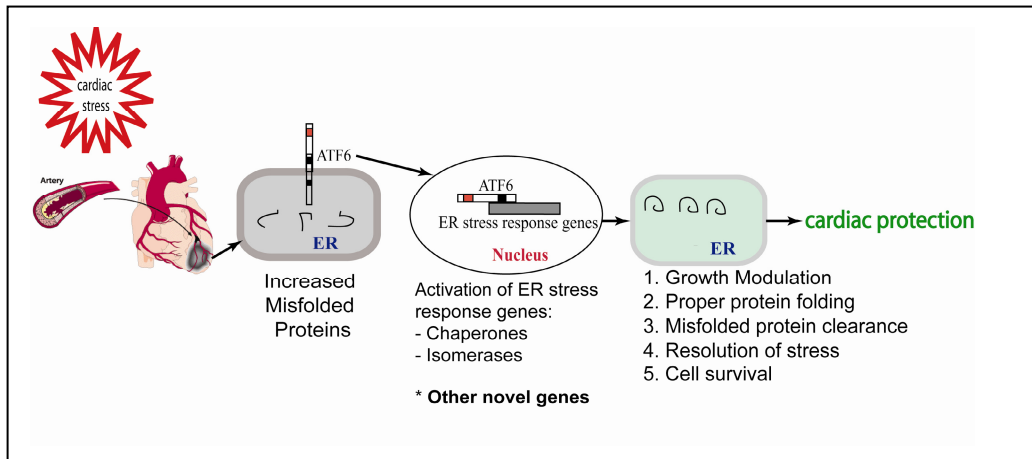 cardiac
stress
Artery
ATF6
ER
Increased
Misfolded
Proteins
ATF6
ER stress response genes
Nucleus
Activation of ER stress
response genes:
- Chaperones
- Isomerases
* Other novel genes
ER
1. Growth Modulation
2. Proper protein folding
3. Misfolded protein clearance
4. Resolution of stress
5. Cell survival
cardiac protection